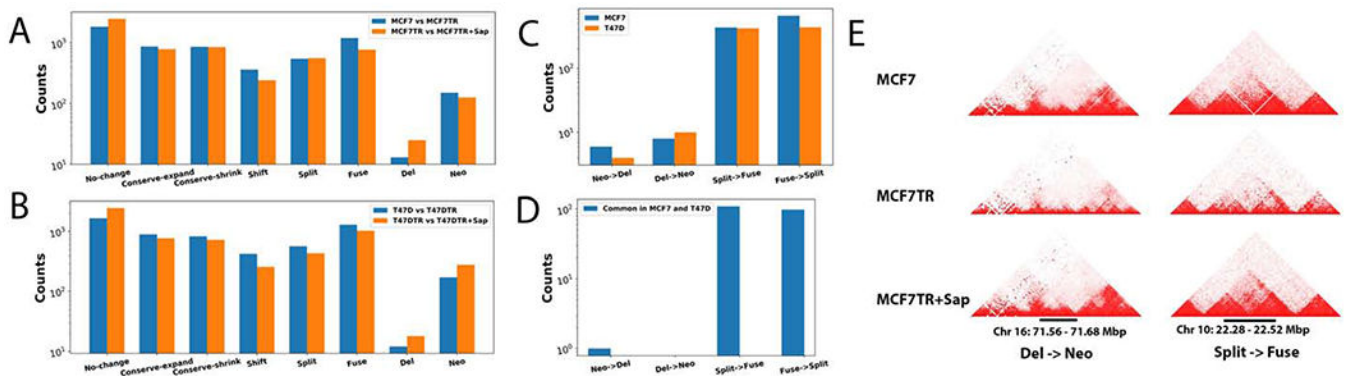 A
Counts
10³
10²
10¹
MCF7 vs MCF7TR
MCF7TR vs MCF7TR+Sap
No-change
Conserve-expand
Conserve-shrink
Shift
Split
Fuse
Del
Neo
B
Counts
10³
10²
10¹
T47D vs T47DTR
T47DTR vs T47DTR+Sap
No-change
Conserve-expand
Conserve-shrink
Shift
Split
Fuse
Del
Neo
C
Counts
10²
10¹
MCF7
T47D
Neo->Del
Del->Neo
Split->Fuse
Fuse->Split
D
Counts
10²
10¹
10⁰
Common in MCF7 and T47D
Neo->Del
Del->Neo
Split->Fuse
Fuse->Split
E
MCF7
MCF7TR
MCF7TR+Sap
Chr 16: 71.56 - 71.68 Mbp
Chr 10: 22.28 - 22.52 Mbp
Del -> Neo
Split -> Fuse